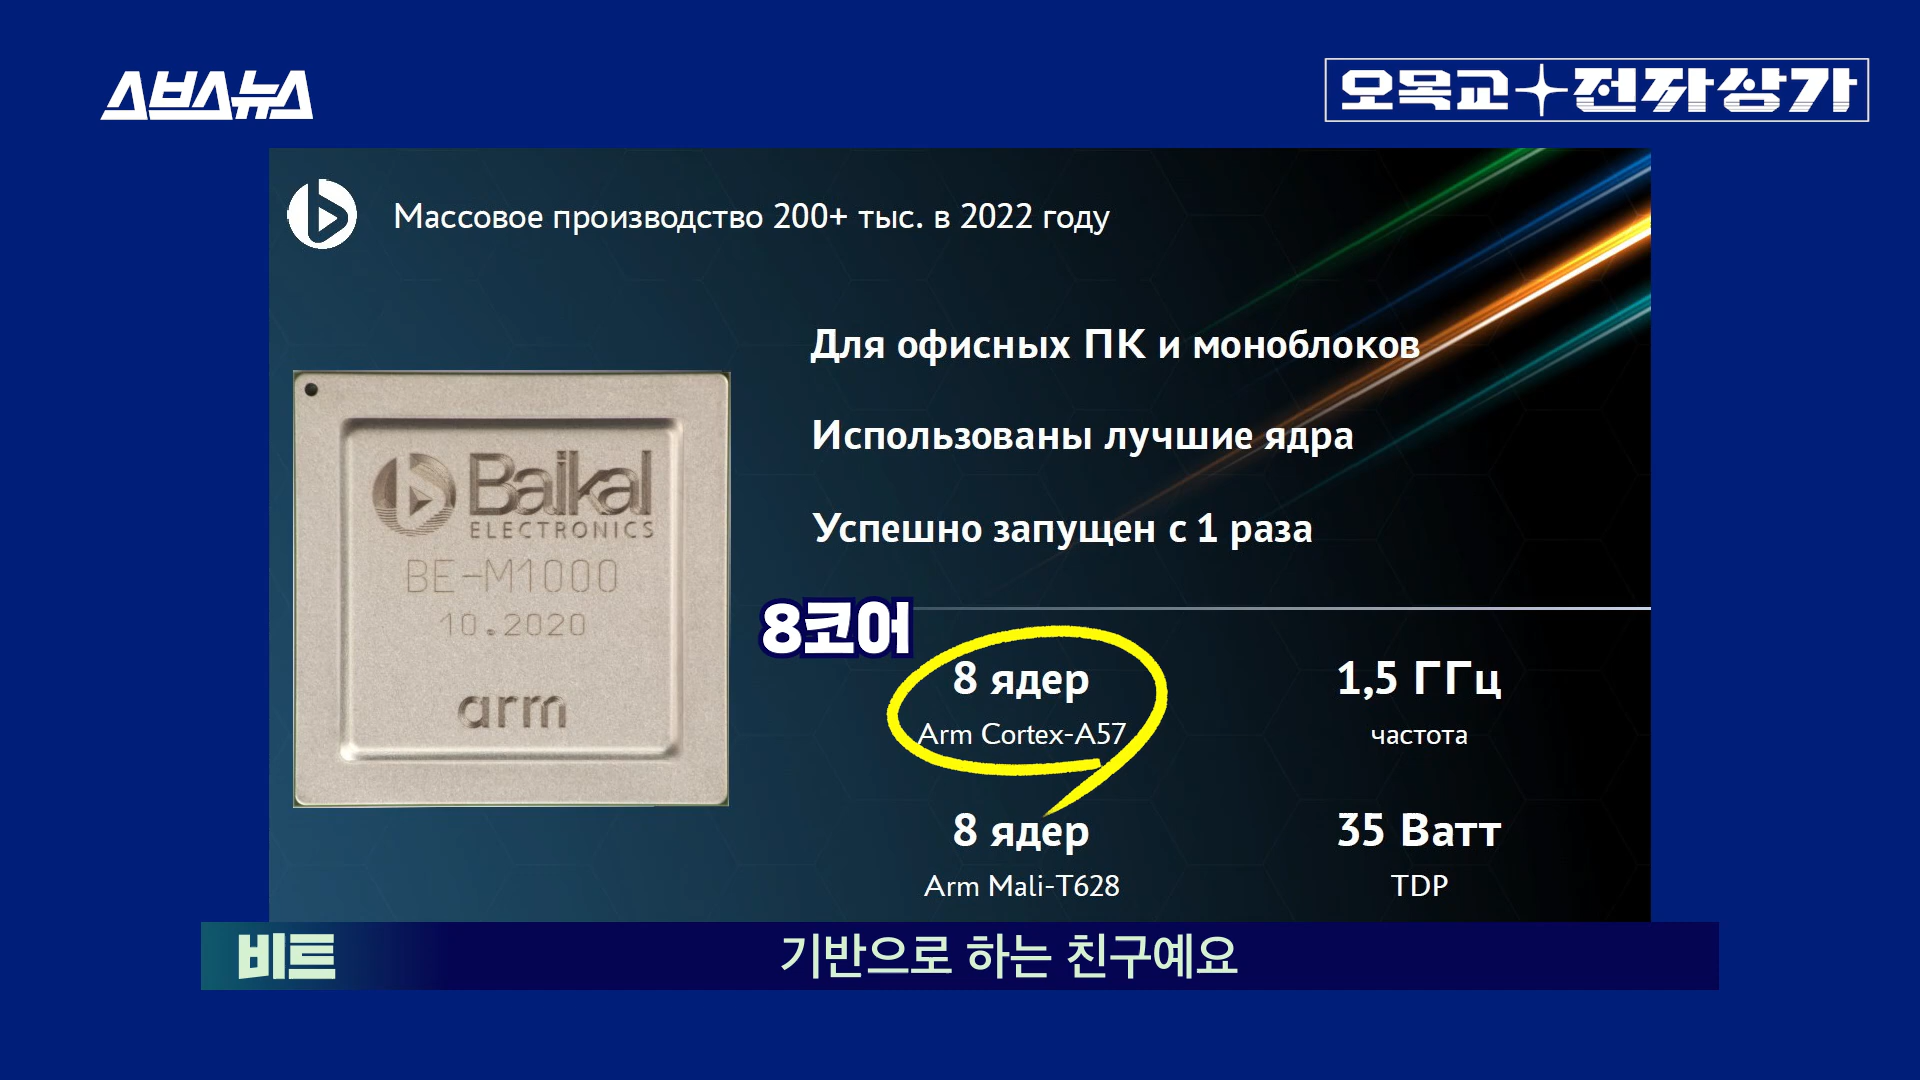 스브스뉴스
오목교 전자상가
Массовое производство 200+ тыс. в 2022 году
Для офисных ПК и моноблоков
Использованы лучшие ядра
Успешно запущен с 1 раза
Baikal
ELECTRONICS
BE-M1000
10.2020
arm
8코어
8 ядер
Arm Cortex-A57
1,5 ГГц
частота
8 ядер
Arm Mali-T628
35 Ватт
TDP
비트
기반으로 하는 친구예요